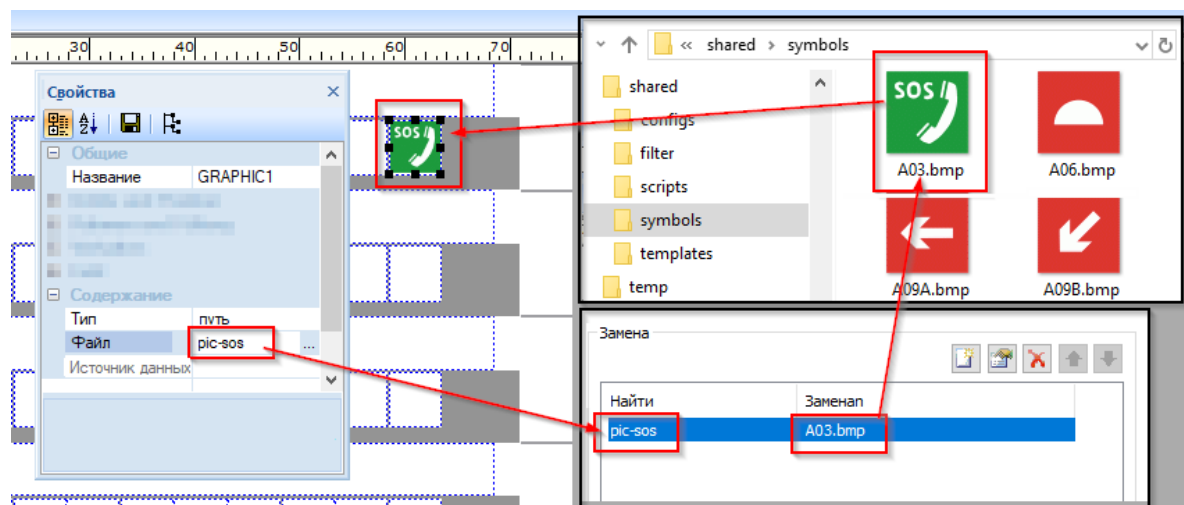 30 40 50 60 70
Свойства
Общие
Название GRAPHIC1
Содержание
Тип путь
Файл pic-sos ...
Источник данных
SOS
shared symbols
shared
configs
filter
scripts
symbols
templates
temp
SOS
A03.bmp A06.bmp
A09A.bmp A09B.bmp
Замена
Найти Заменап
pic-sos A03.bmp